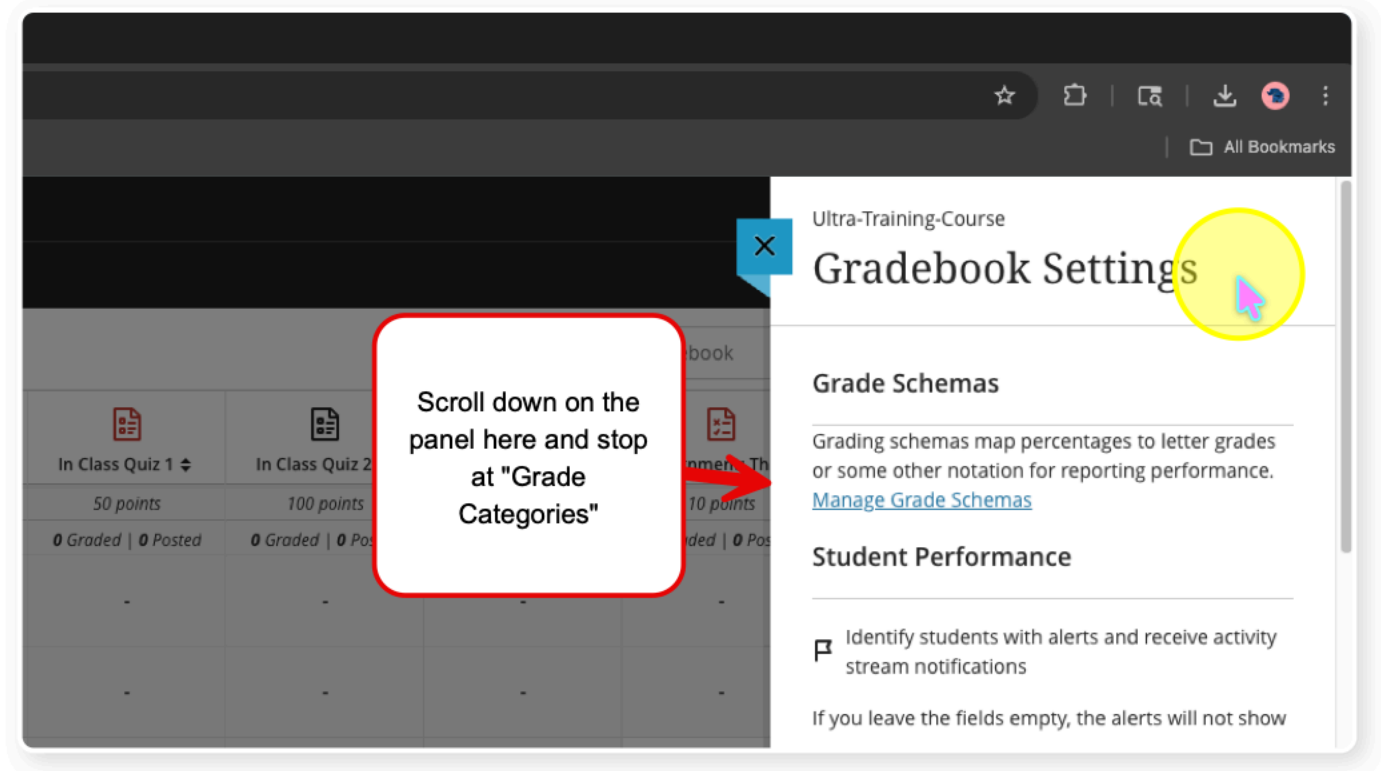 All Bookmarks
Ultra-Training-Course
Gradebook Settings
Scroll down on the
panel here and stop
at "Grade
Categories"
Grade Schemas
Grading schemas map percentages to letter grades
or some other notation for reporting performance.
Manage Grade Schemas
Student Performance
Identify students with alerts and receive activity
stream notifications
If you leave the fields empty, the alerts will not show
In Class Quiz 1
In Class Quiz 2
50 points
100 points
10 points
0 Graded | 0 Posted
0 Graded | 0
0
-
-
-
-
-
-
-
-